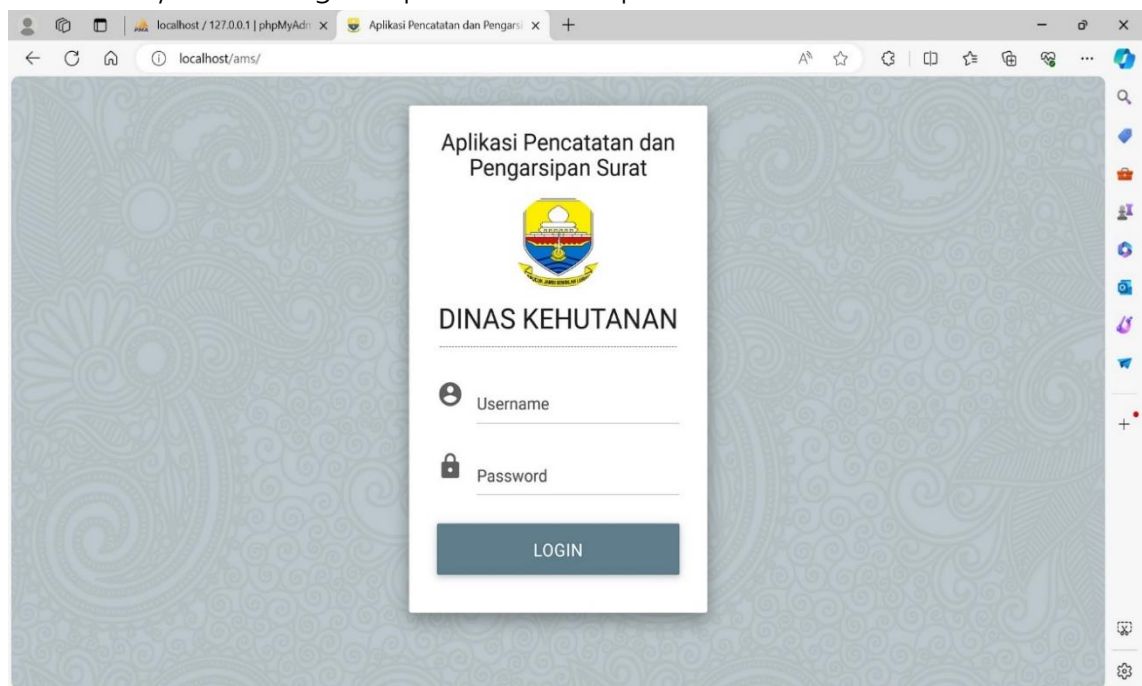 localhost / 127.0.0.1 | phpMyAdn
Aplikasi Pencatatan dan Pengarsi
localhost/ams/
Aplikasi Pencatatan dan
Pengarsipan Surat
DINAS KEHUTANAN
Username
Password
LOGIN